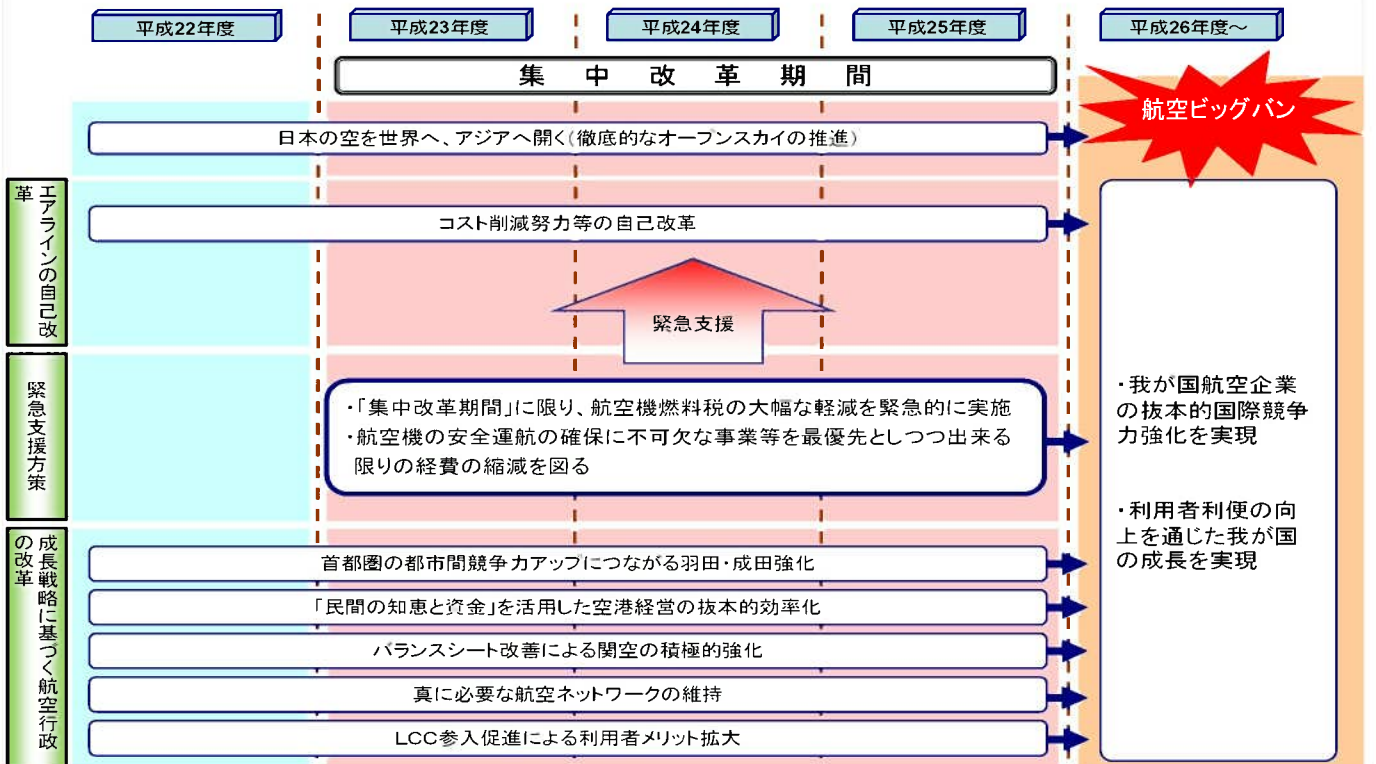 平成22年度
平成23年度
平成24年度
平成25年度
平成26年度～
集中改革期間
航空ビッグバン
日本の空を世界へ、アジアへ開く(徹底的なオープンスカイの推進)
エアラインの自己改
革
コスト削減努力等の自己改革
緊急支援
緊急支援方策
・「集中改革期間」に限り、航空機燃料税の大幅な軽減を緊急的に実施
・航空機の安全運航の確保に不可欠な事業等を最優先としつつ出来る
限りの経費の縮減を図る
成長戦略に基づく航空行政
の改革
首都圏の都市間競争力アップにつながる羽田・成田強化
「民間の知恵と資金」を活用した空港経営の抜本的効率化
バランスシート改善による関空の積極的強化
真に必要な航空ネットワークの維持
LCC参入促進による利用者メリット拡大
・我が国航空企業
の抜本的国際競争
力強化を実現
・利用者利便の向
上を通じた我が国
の成長を実現